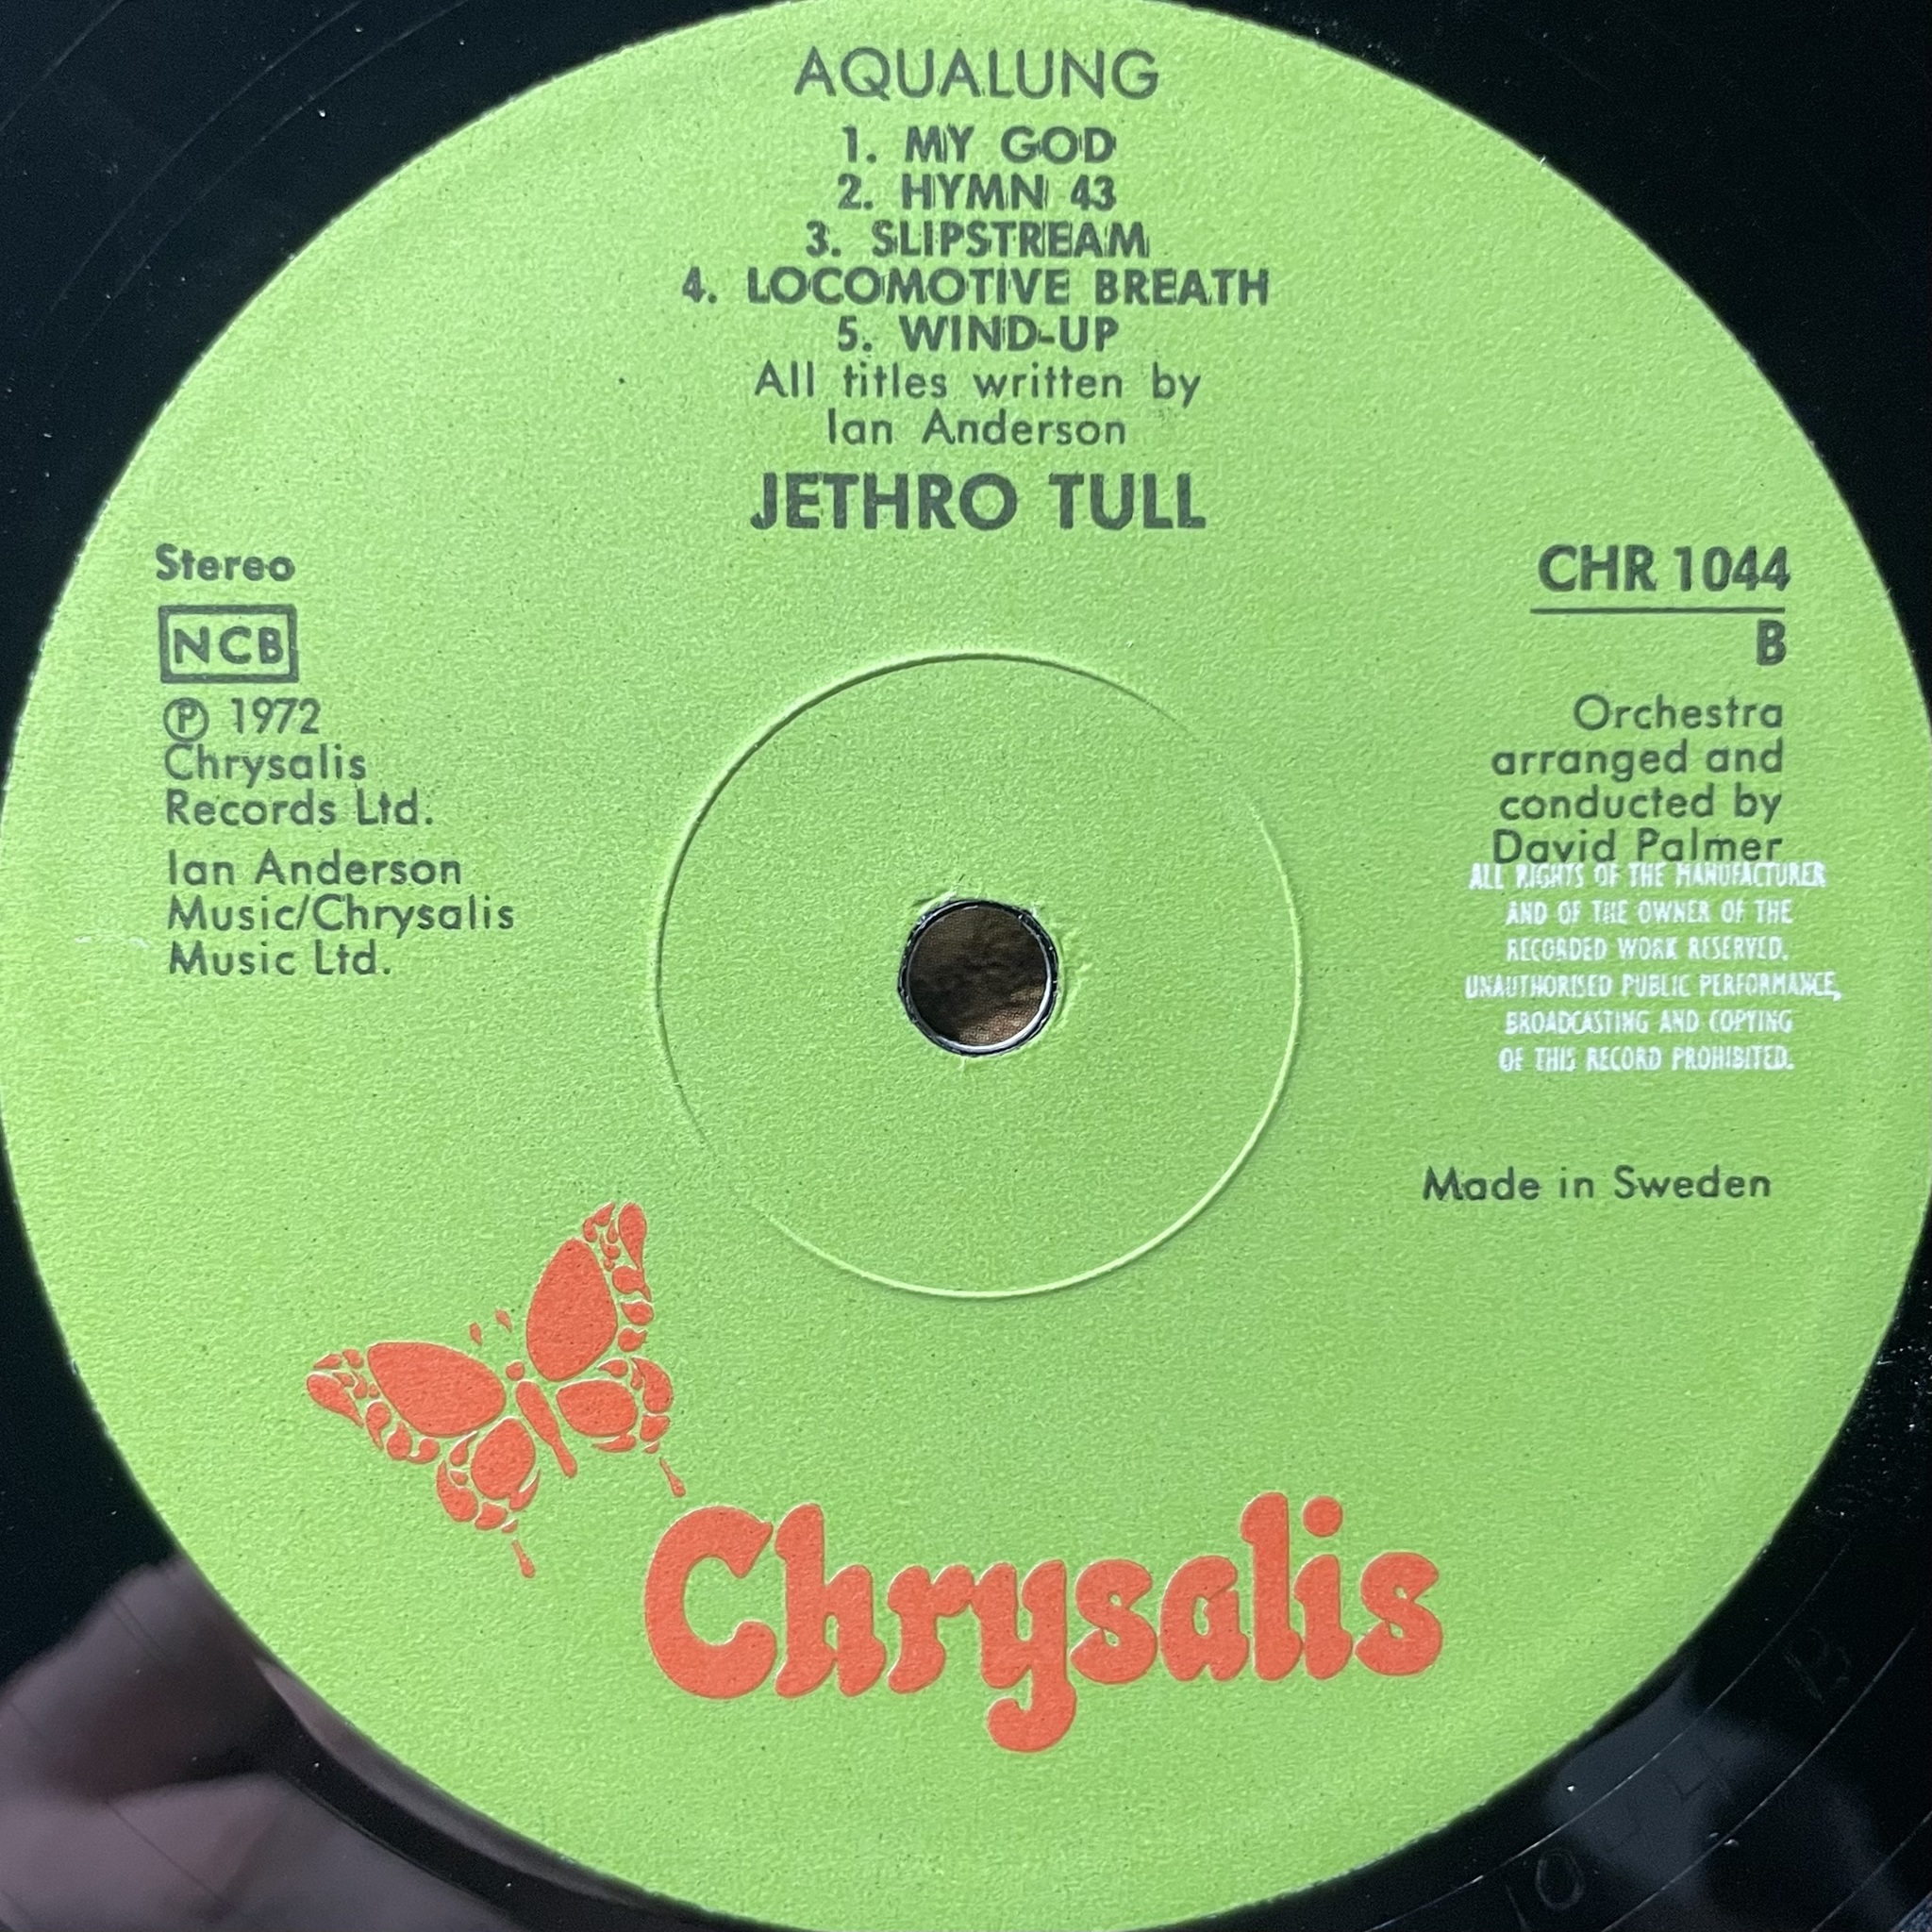 AQUALUNG
1. MY GOD
2. HYMN 43
3. SLIPSTREAM
4. LOCOMOTIVE BREATH
5. WIND-UP
All titles written by
Ian Anderson
JETHRO TULL
Stereo
NCB
℗ 1972
Chrysalis
Records Ltd.
Ian Anderson
Music/Chrysalis
Music Ltd.
CHR 1044
B
Orchestra
arranged and
conducted by
David Palmer
ALL RIGHTS OF THE MANUFACTURER
AND OF THE OWNER OF THE
RECORDED WORK RESERVED.
UNAUTHORISED PUBLIC PERFORMANCE,
BROADCASTING AND COPYING
OF THIS RECORD PROHIBITED.
Made in Sweden
Chrysalis